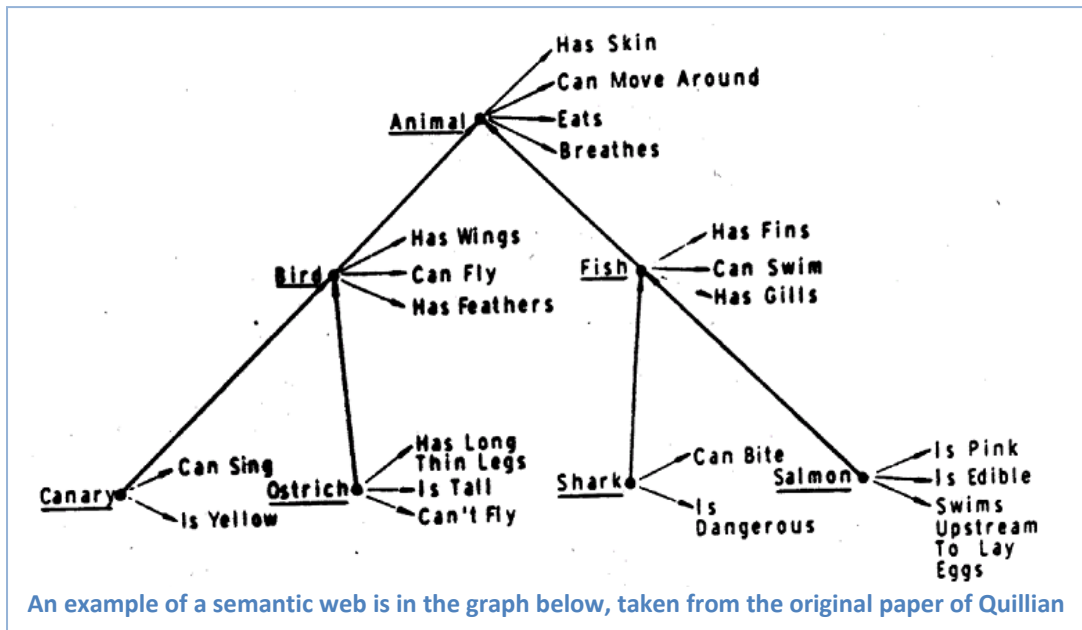 Has Skin
Can Move Around
Animal
Eats
Breathes
Has Wings
Bird
Can Fly
Has Feathers
Has Fins
Fish
Can Swim
Has Gills
Canary
Can Sing
Is Yellow
Ostrich
Has Long
Thin Legs
Is Tall
Can't Fly
Shark
Can Bite
Is
Dangerous
Salmon
Is Pink
Is Edible
Swims
Upstream
To Lay
Eggs
An example of a semantic web is in the graph below, taken from the original paper of Quillian